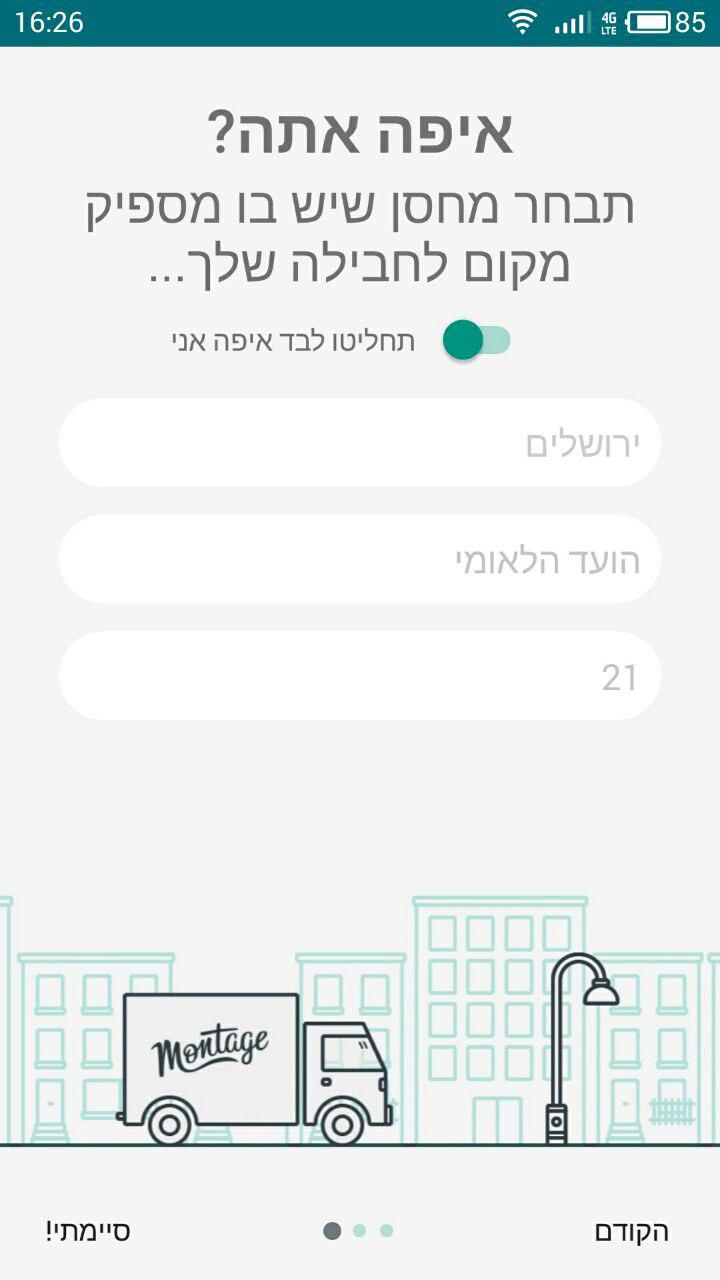 16:26
4G
LTE
85
איפה אתה?
תבחר מחסן שיש בו מספיק
מקום לחבילה שלך...
תחליטו לבד איפה אני
ירושלים
הועד הלאומי
21
Montage
הקודם
סיימתי!